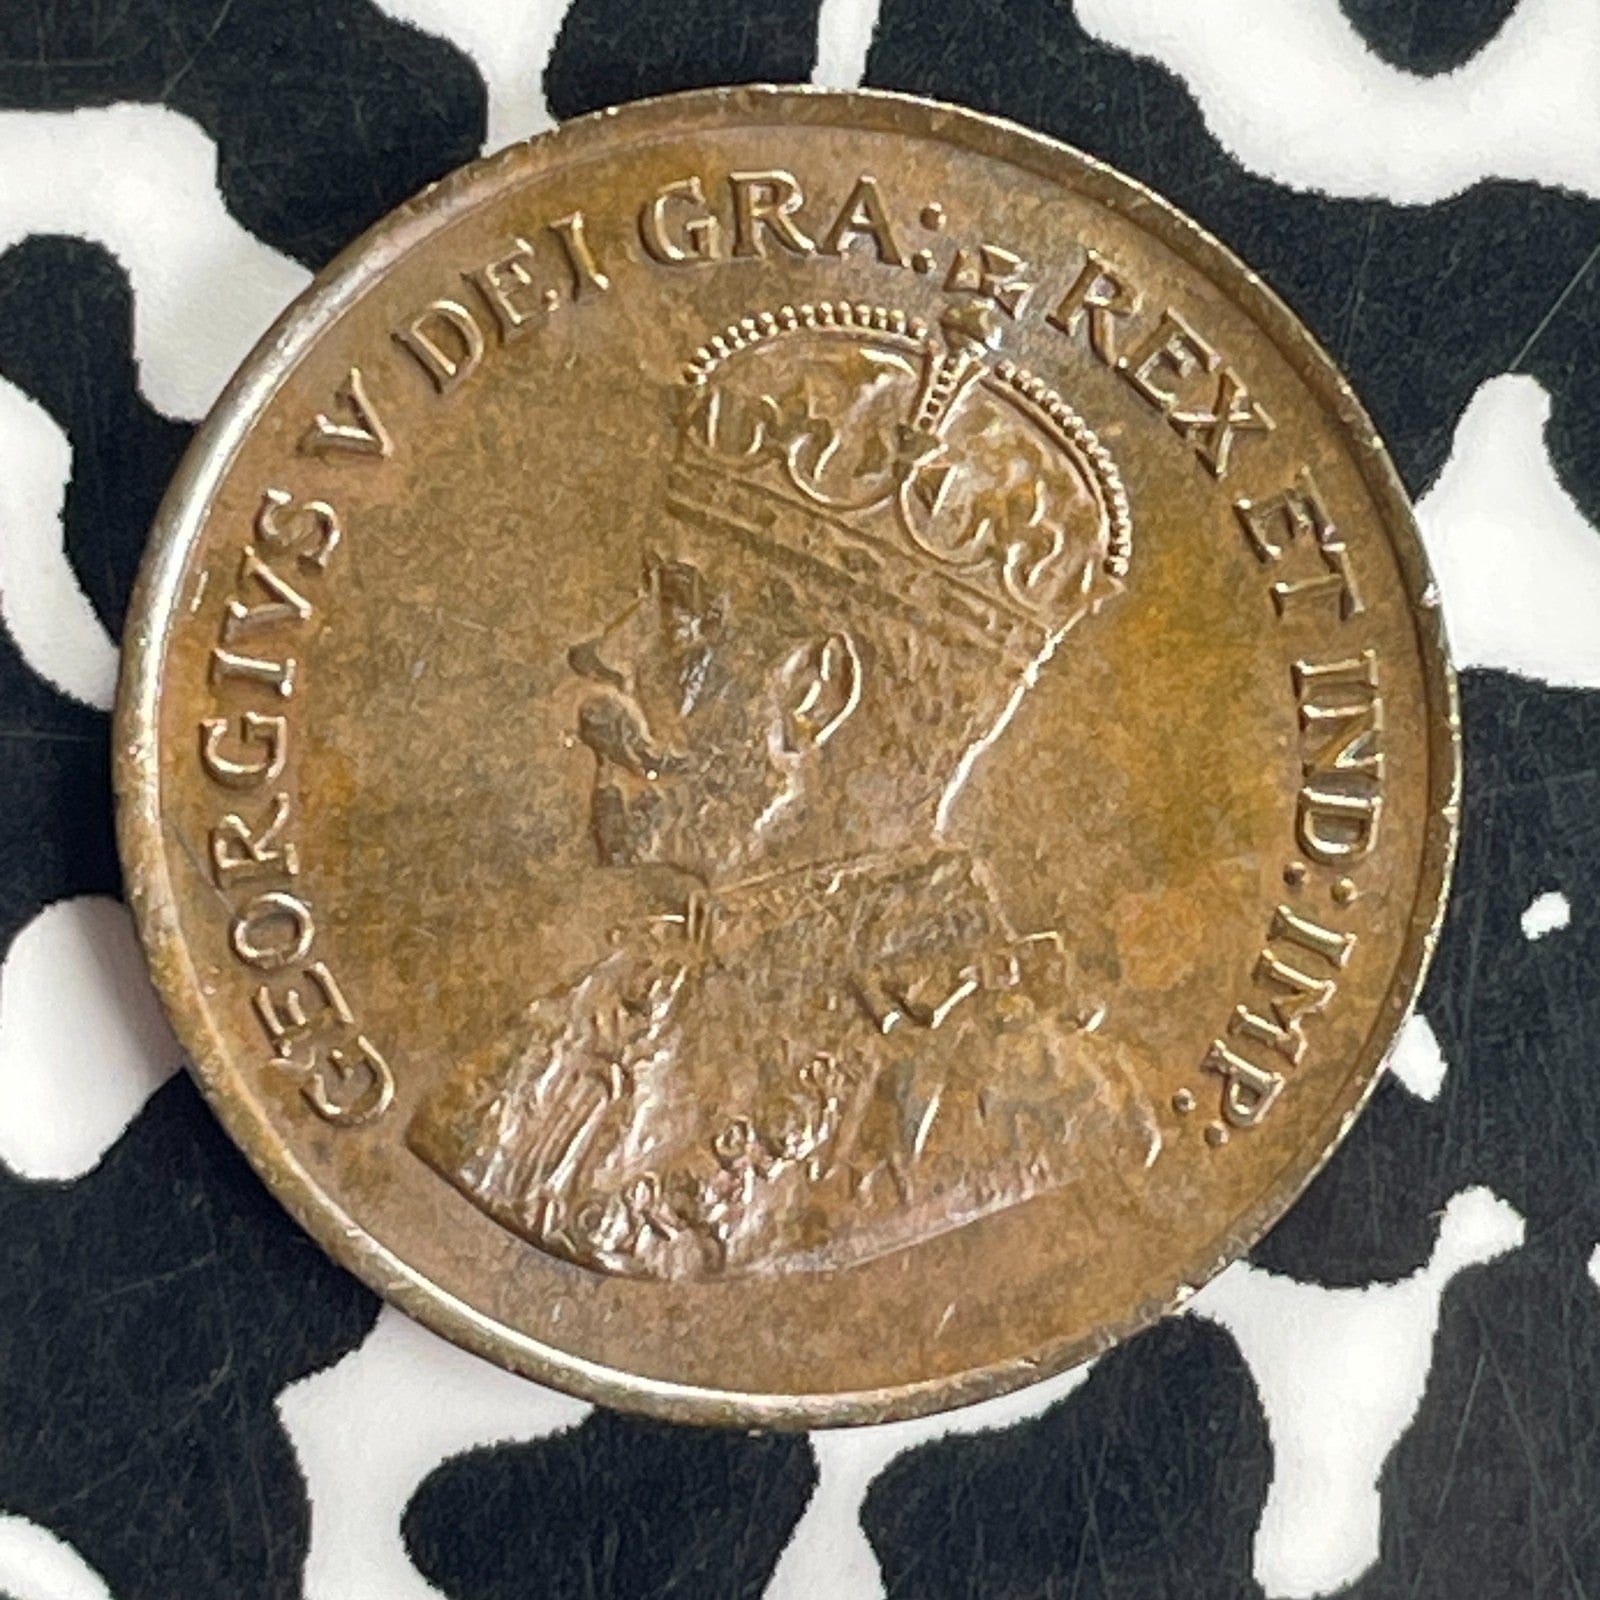 GEORGIVS V DEI GRA: REX ET IND: IMP: